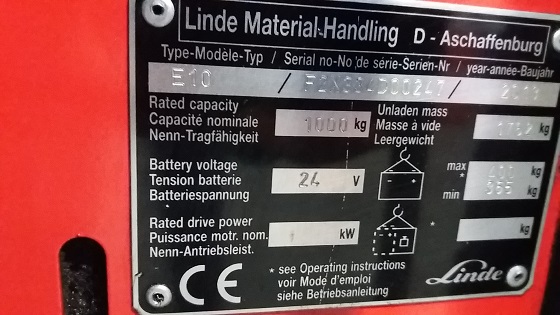 Linde Material-Handling D - Aschaffenburg
Type-Modèle-Typ / Serial no-No de série-Serien-Nr / year-année-Baujahr
E10 / /
Rated capacity
Capacité nominale
Nenn-Tragfähigkeit
1000 kg
Unladen mass
Masse à vide
Leergewicht
kg
Battery voltage
Tension batterie
Batteriespannung
24 V
max
*
min
400 kg
355 kg
Rated drive power
Puissance motr. nom.
Nenn-Antriebsleist.
kW
* kg
CE
* see Operating instructions
voir Mode d'emploi
siehe Betriebsanleitung
Linde